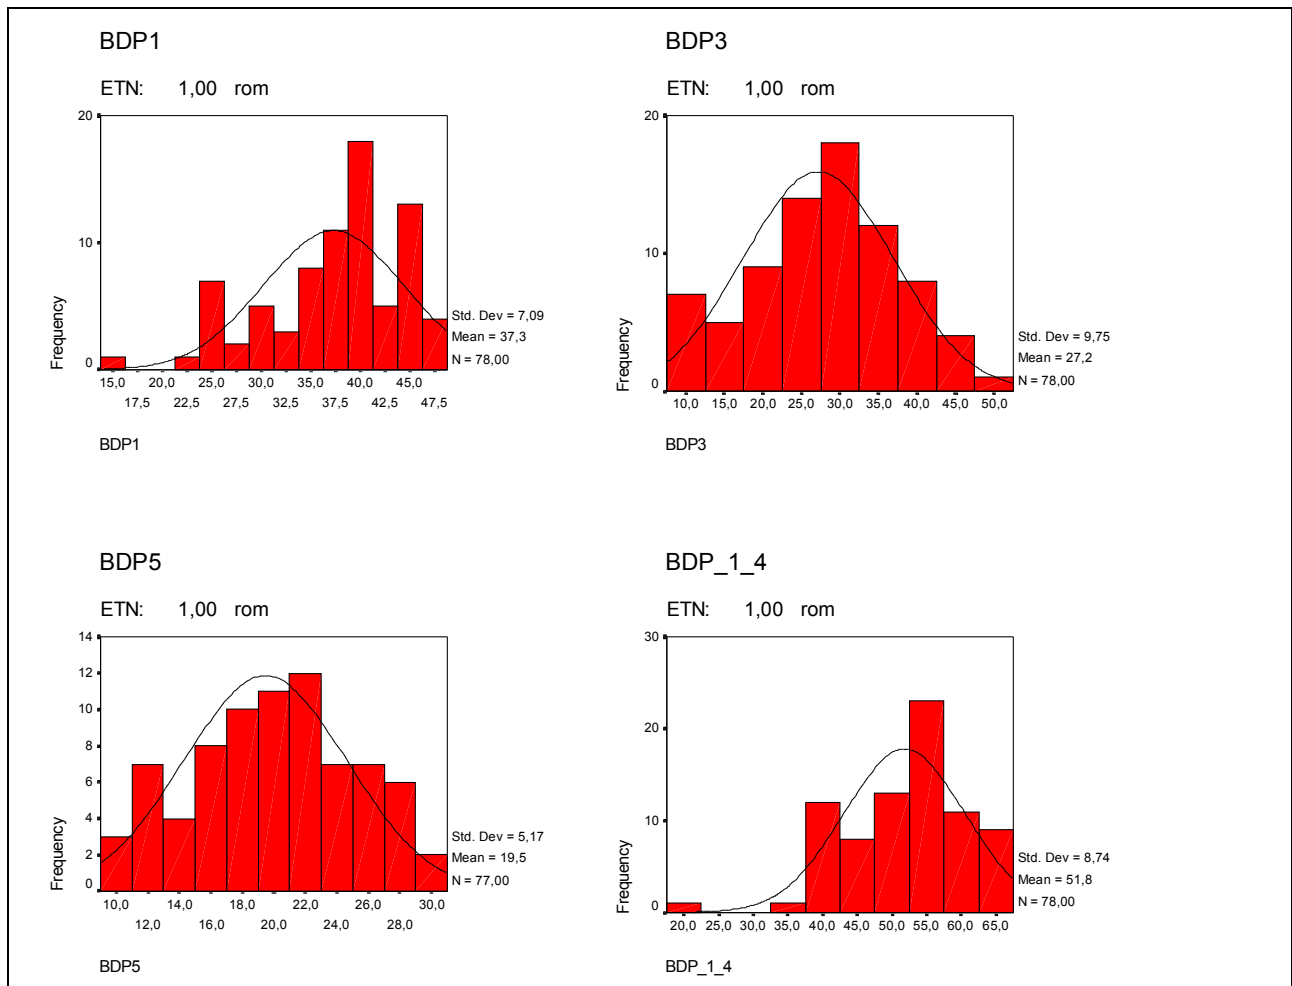 BDP1
ETN: 1,00 rom
20
10
0
Frequency
15,0 20,0 25,0 30,0 35,0 40,0 45,0
17,5 22,5 27,5 32,5 37,5 42,5 47,5
Std. Dev = 7,09
Mean = 37,3
N = 78,00
BDP1
BDP3
ETN: 1,00 rom
20
10
0
Frequency
10,0 15,0 20,0 25,0 30,0 35,0 40,0 45,0 50,0
Std. Dev = 9,75
Mean = 27,2
N = 78,00
BDP3
BDP5
ETN: 1,00 rom
14
12
10
8
6
4
2
0
Frequency
10,0 14,0 18,0 20,0 22,0 26,0 30,0
12,0 16,0 20,0 24,0 28,0
Std. Dev = 5,17
Mean = 19,5
N = 77,00
BDP5
BDP_1_4
ETN: 1,00 rom
30
20
10
0
Frequency
20,0 25,0 30,0 35,0 40,0 45,0 50,0 55,0 60,0 65,0
Std. Dev = 8,74
Mean = 51,8
N = 78,00
BDP_1_4